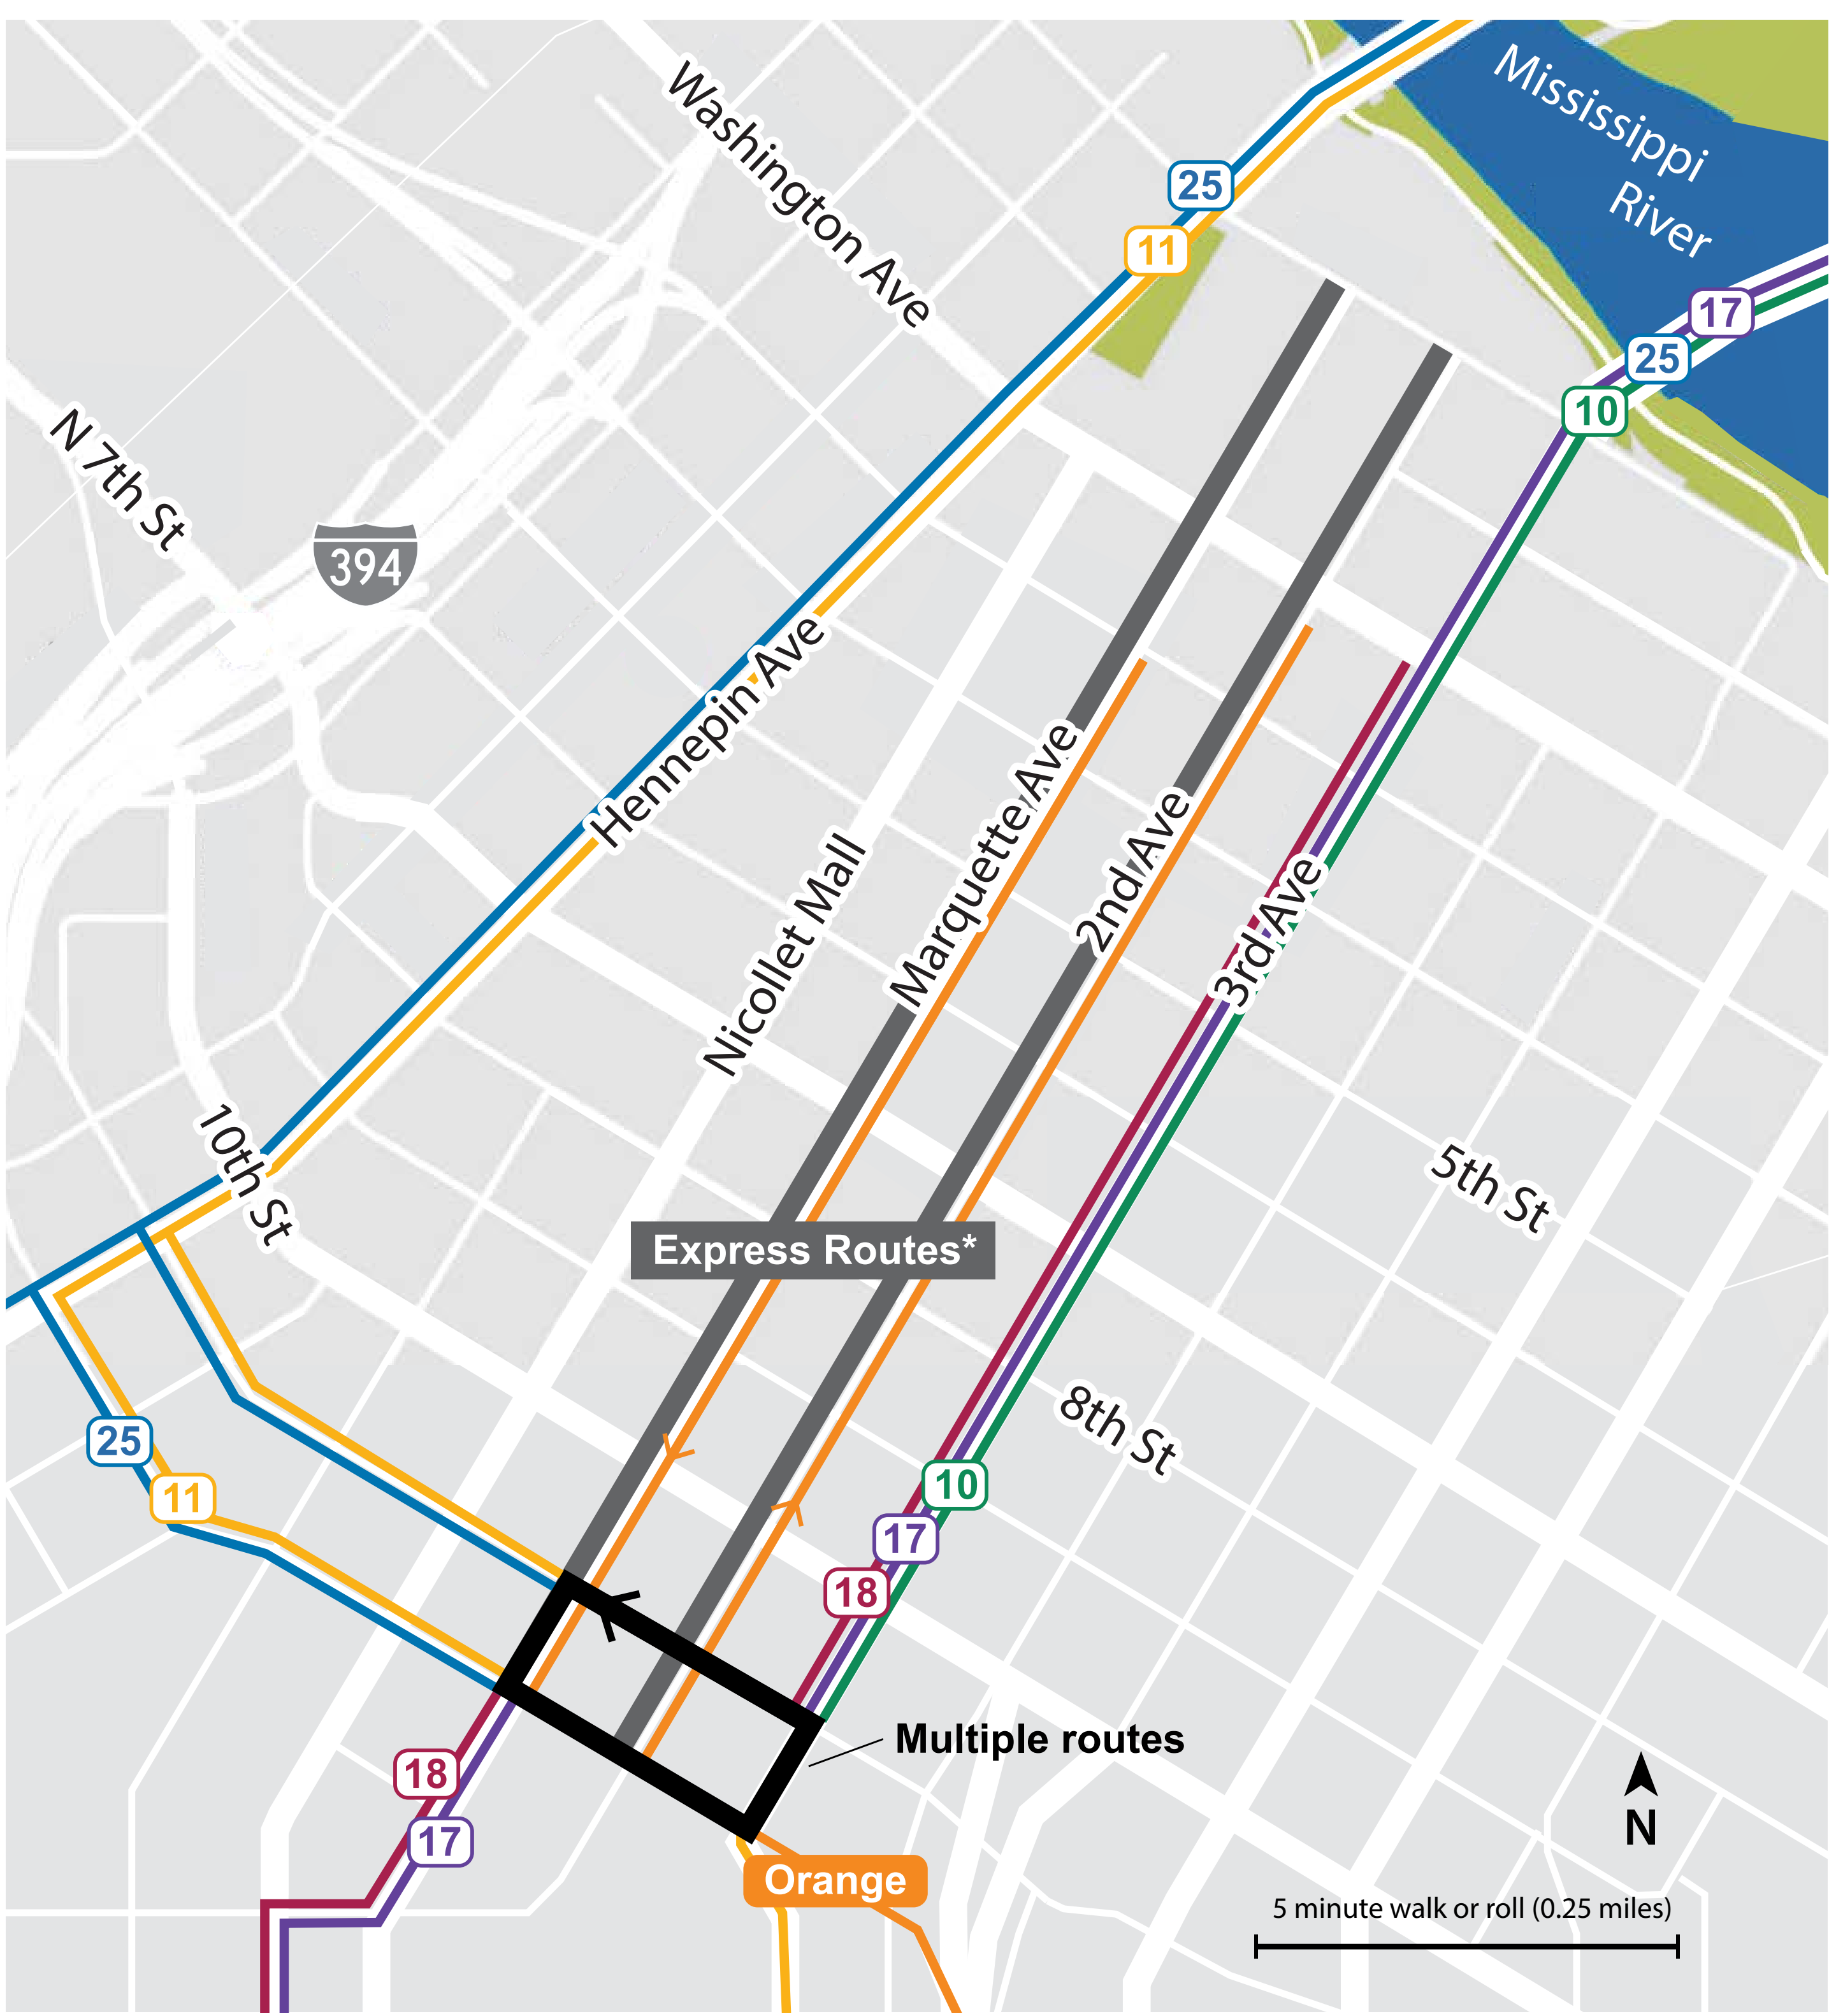 Mississippi
River
Washington Ave
25
11
17
25
10
N 7th St
394
Hennepin Ave
Nicollet Mall
Marquette Ave
2nd Ave
3rd Ave
10th St
5th St
Express Routes*
8th St
25
11
10
17
18
Multiple routes
18
17
Orange
N
5 minute walk or roll (0.25 miles)